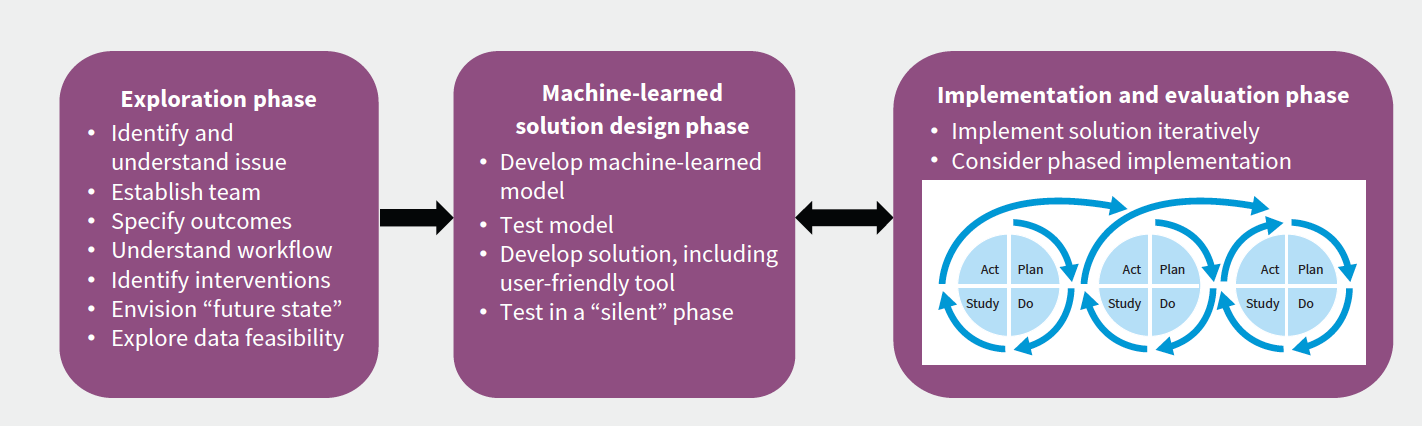 Exploration phase
• Identify and
understand issue
• Establish team
• Specify outcomes
• Understand workflow
• Identify interventions
• Envision “future state”
• Explore data feasibility
Machine-learned
solution design phase
• Develop machine-learned
model
• Test model
• Develop solution, including
user-friendly tool
• Test in a “silent” phase
Implementation and evaluation phase
• Implement solution iteratively
• Consider phased implementation
Act Plan
Study Do
Act Plan
Study Do
Act Plan
Study Do